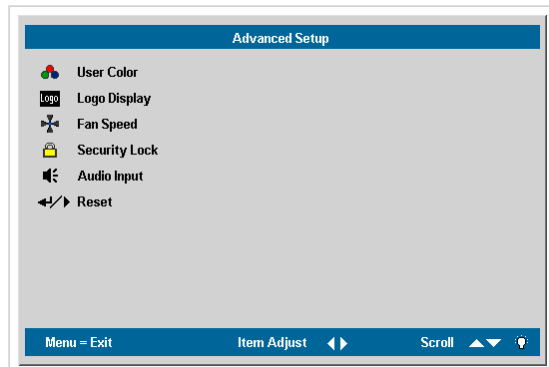 Advanced Setup
User Color
Logo Logo Display
Fan Speed
Security Lock
Audio Input
Reset
Menu = Exit Item Adjust Scroll